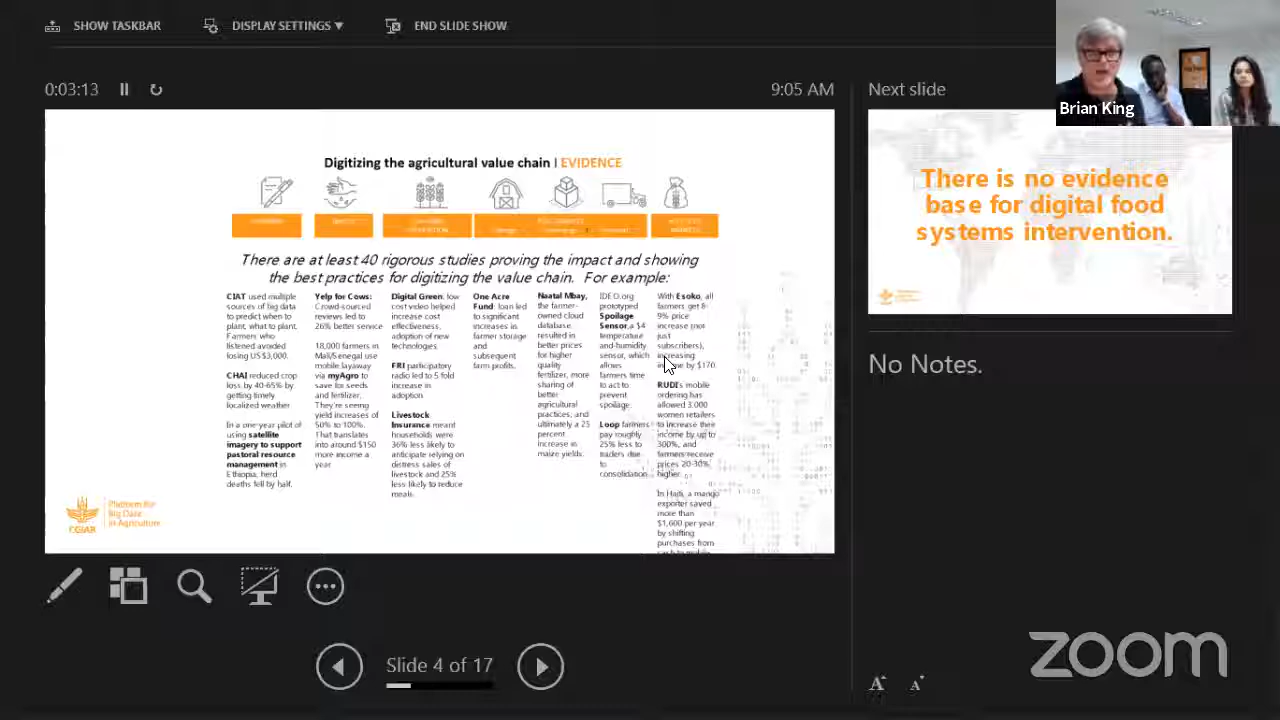 SHOW TASKBAR
DISPLAY SETTINGS ▼
END SLIDE SHOW
0:03:13
9:05 AM
Next slide
Brian King
Digitizing the agricultural value chain | EVIDENCE
There are at least 40 rigorous studies proving the impact and showing
the best practices for digitizing the value chain. For example:
CIAT used multiple
sources of big data
to predict when to
plant, what to plant.
Farmers who
listened avoided
losing US$3,000.
CHAI reduced crop
loss by 40-65% by
getting timely
localized weather
In a one-year pilot of
using satellite
imagery to support
pastoral resource
management in
Ethiopia, herd
deaths fell by half.
Yelp for Cows:
Crowd-sourced
reviews led to
26% better service
18,000 farmers in
Mali/Senegal use
mobile layaway
via myAgro to
save for seeds
and fertilizer.
They're seeing
yield increases of
50% to 100%.
That translates
into around $150
more income a
year
Digital Green: low
cost video helped
increase cost
effectiveness,
adoption of new
technologies.
FRI participatory
radio led to 5 fold
increase in
adoption
Livestock
Insurance meant
households were
36% less likely to
anticipate relying on
distress sales of
livestock and 25%
less likely to reduce
meals.
One Acre
Fund: loan led
to significant
increases in
farmer storage
and
subsequent
farm profits.
Naatal Mbay,
the farmer-
owned cloud
database
resulted in
better prices
for higher
quality
fertilizer, more
sharing of
better
agricultural
practices, and
ultimately a 25
percent
increase in
maize yields.
IDEO.org
prototyped
Spoilage
Sensor, a $4
temperature
and-humidity
sensor, which
allows
farmers time
to act to
prevent
spoilage.
Loop farmers
pay roughly
25% less to
traders due
to
consolidation
With Esoko, all
farmers get 8-
9% price
increase (not
just
subscribers),
increasing
by $170.
RUDI's mobile
ordering has
allowed 3,000
women retailers
to increase their
income by up to
300%, and
farmers receive
prices 20-30%
higher.
In Haiti, a mango
exporter saved
more than
$1,600 per year
by shifting
purchases from
cash to mobile
CGIAR
Platform for
Big Data
in Agriculture
There is no evidence
base for digital food
systems intervention.
No Notes.
Slide 4 of 17
A A
zoom